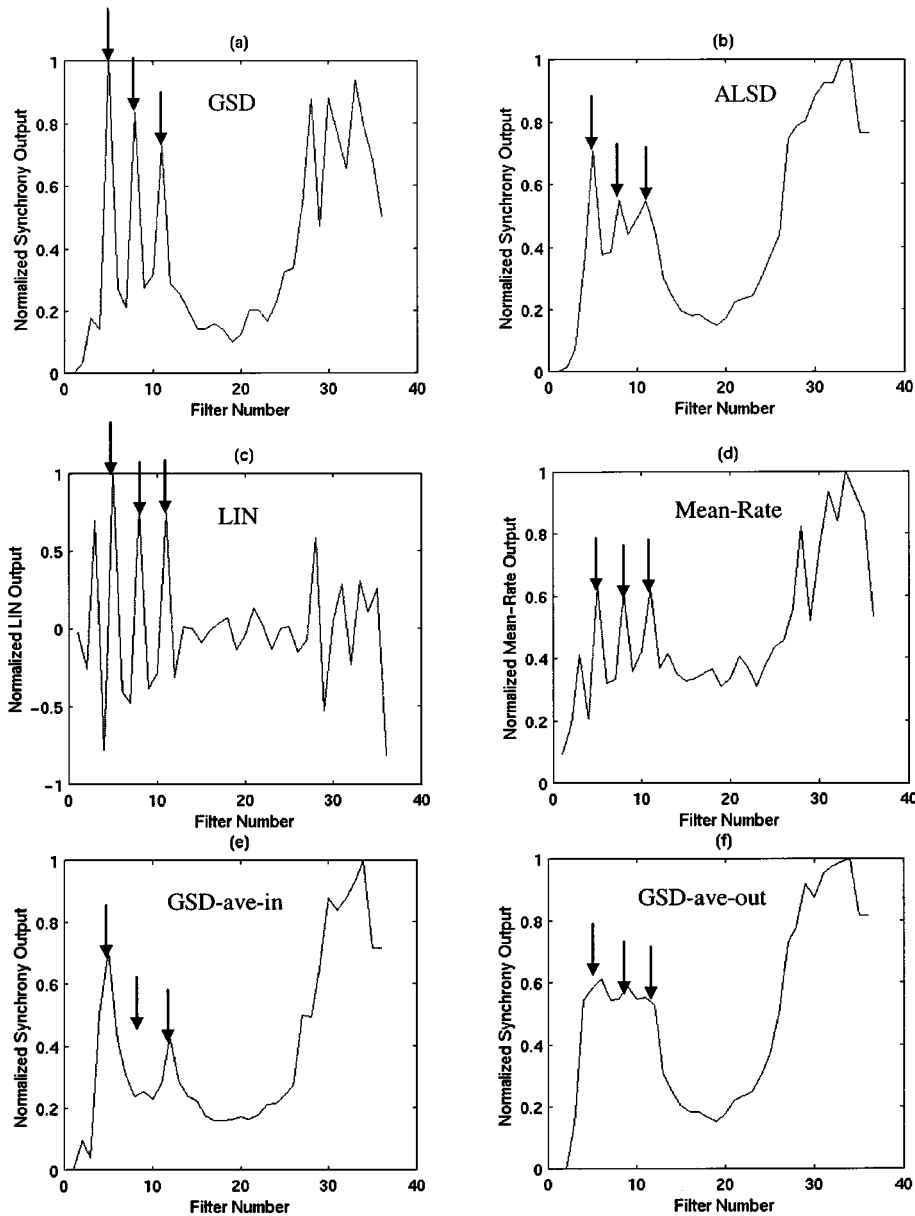 (a)
GSD
Normalized Synchrony Output
1
0.8
0.6
0.4
0.2
0
0
10
20
30
40
Filter Number
(b)
ALSD
Normalized Synchrony Output
1
0.8
0.6
0.4
0.2
0
0
10
20
30
40
Filter Number
(c)
LIN
Normalized LIN Output
1
0.5
0
−0.5
−1
0
10
20
30
40
Filter Number
(d)
Mean-Rate
Normalized Mean-Rate Output
1
0.8
0.6
0.4
0.2
0
0
10
20
30
40
Filter Number
(e)
GSD-ave-in
Normalized Synchrony Output
1
0.8
0.6
0.4
0.2
0
0
10
20
30
40
Filter Number
(f)
GSD-ave-out
Normalized Synchrony Output
1
0.8
0.6
0.4
0.2
0
0
10
20
30
40
Filter Number